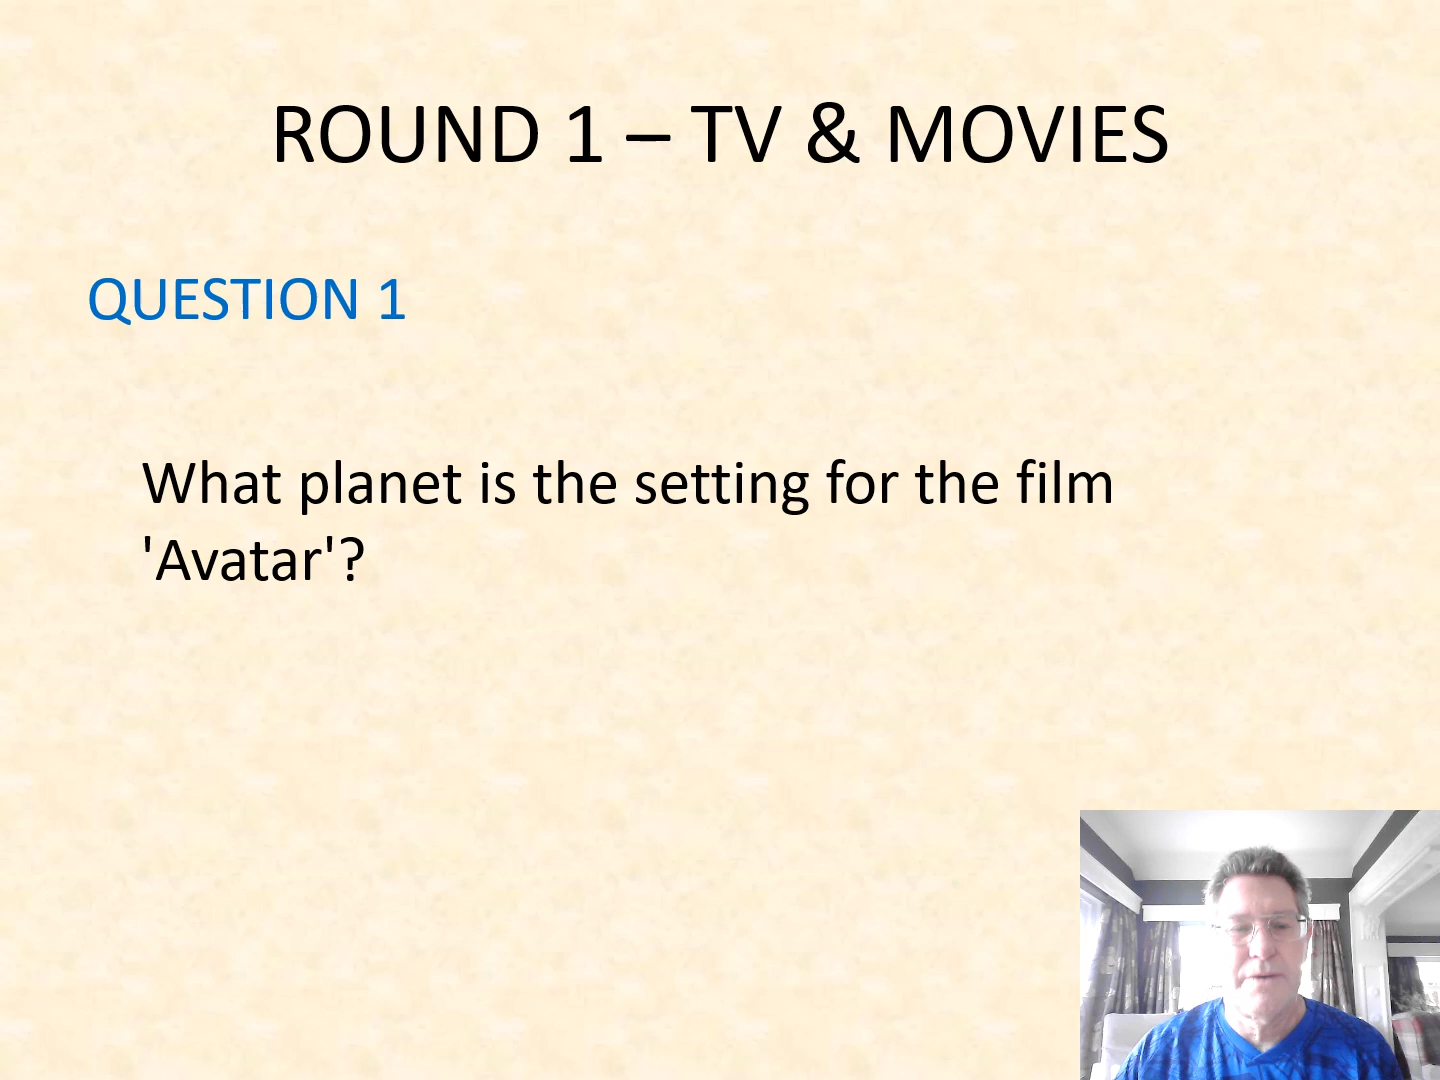 ROUND 1 – TV & MOVIES
QUESTION 1
What planet is the setting for the film
'Avatar'?